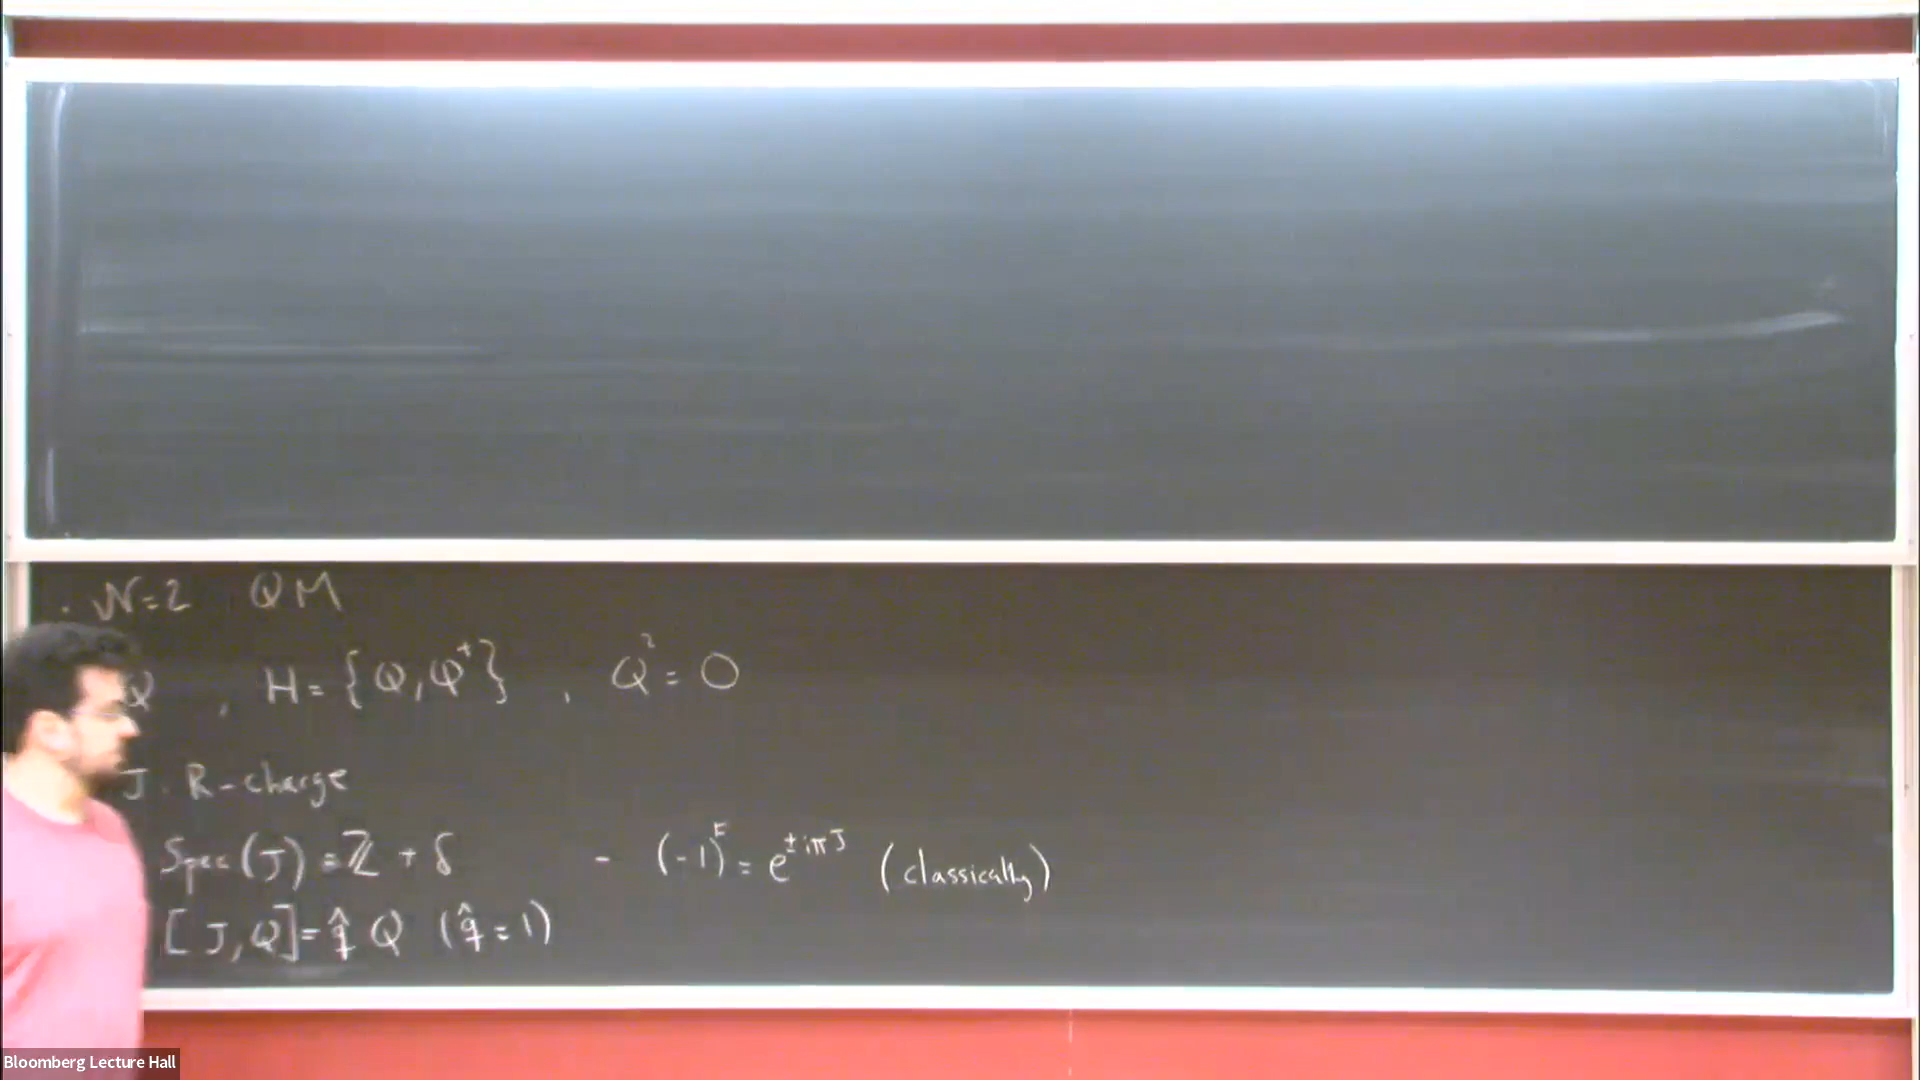 · N=2 QM
Q , H = {Q, Q†} , Q² = 0
J . R-charge
Spec(J) = ℤ + δ - (-1)^F = e^{±iπJ} (classically)
[J, Q] = q̂ Q (q̂ = 1)
Bloomberg Lecture Hall